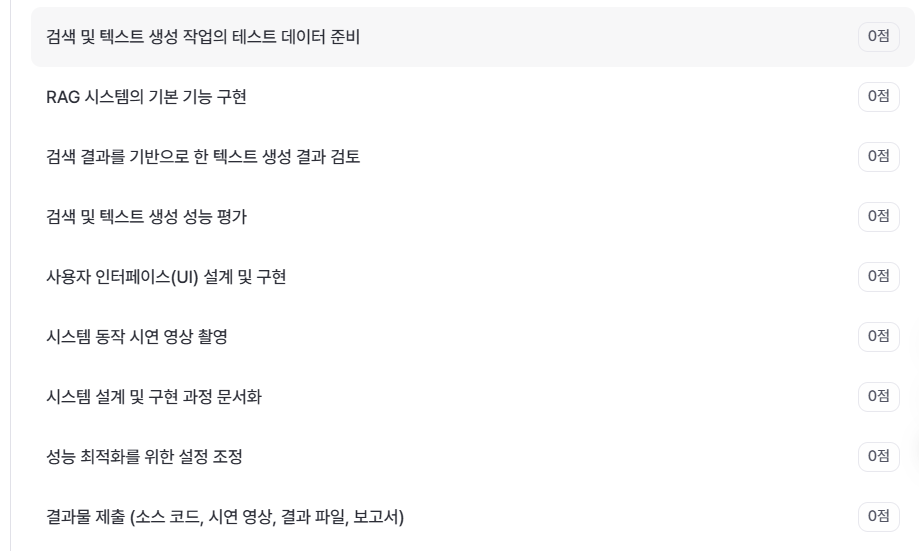 검색 및 텍스트 생성 작업의 테스트 데이터 준비 0점
RAG 시스템의 기본 기능 구현 0점
검색 결과를 기반으로 한 텍스트 생성 결과 검토 0점
검색 및 텍스트 생성 성능 평가 0점
사용자 인터페이스(UI) 설계 및 구현 0점
시스템 동작 시연 영상 촬영 0점
시스템 설계 및 구현 과정 문서화 0점
성능 최적화를 위한 설정 조정 0점
결과물 제출 (소스 코드, 시연 영상, 결과 파일, 보고서) 0점